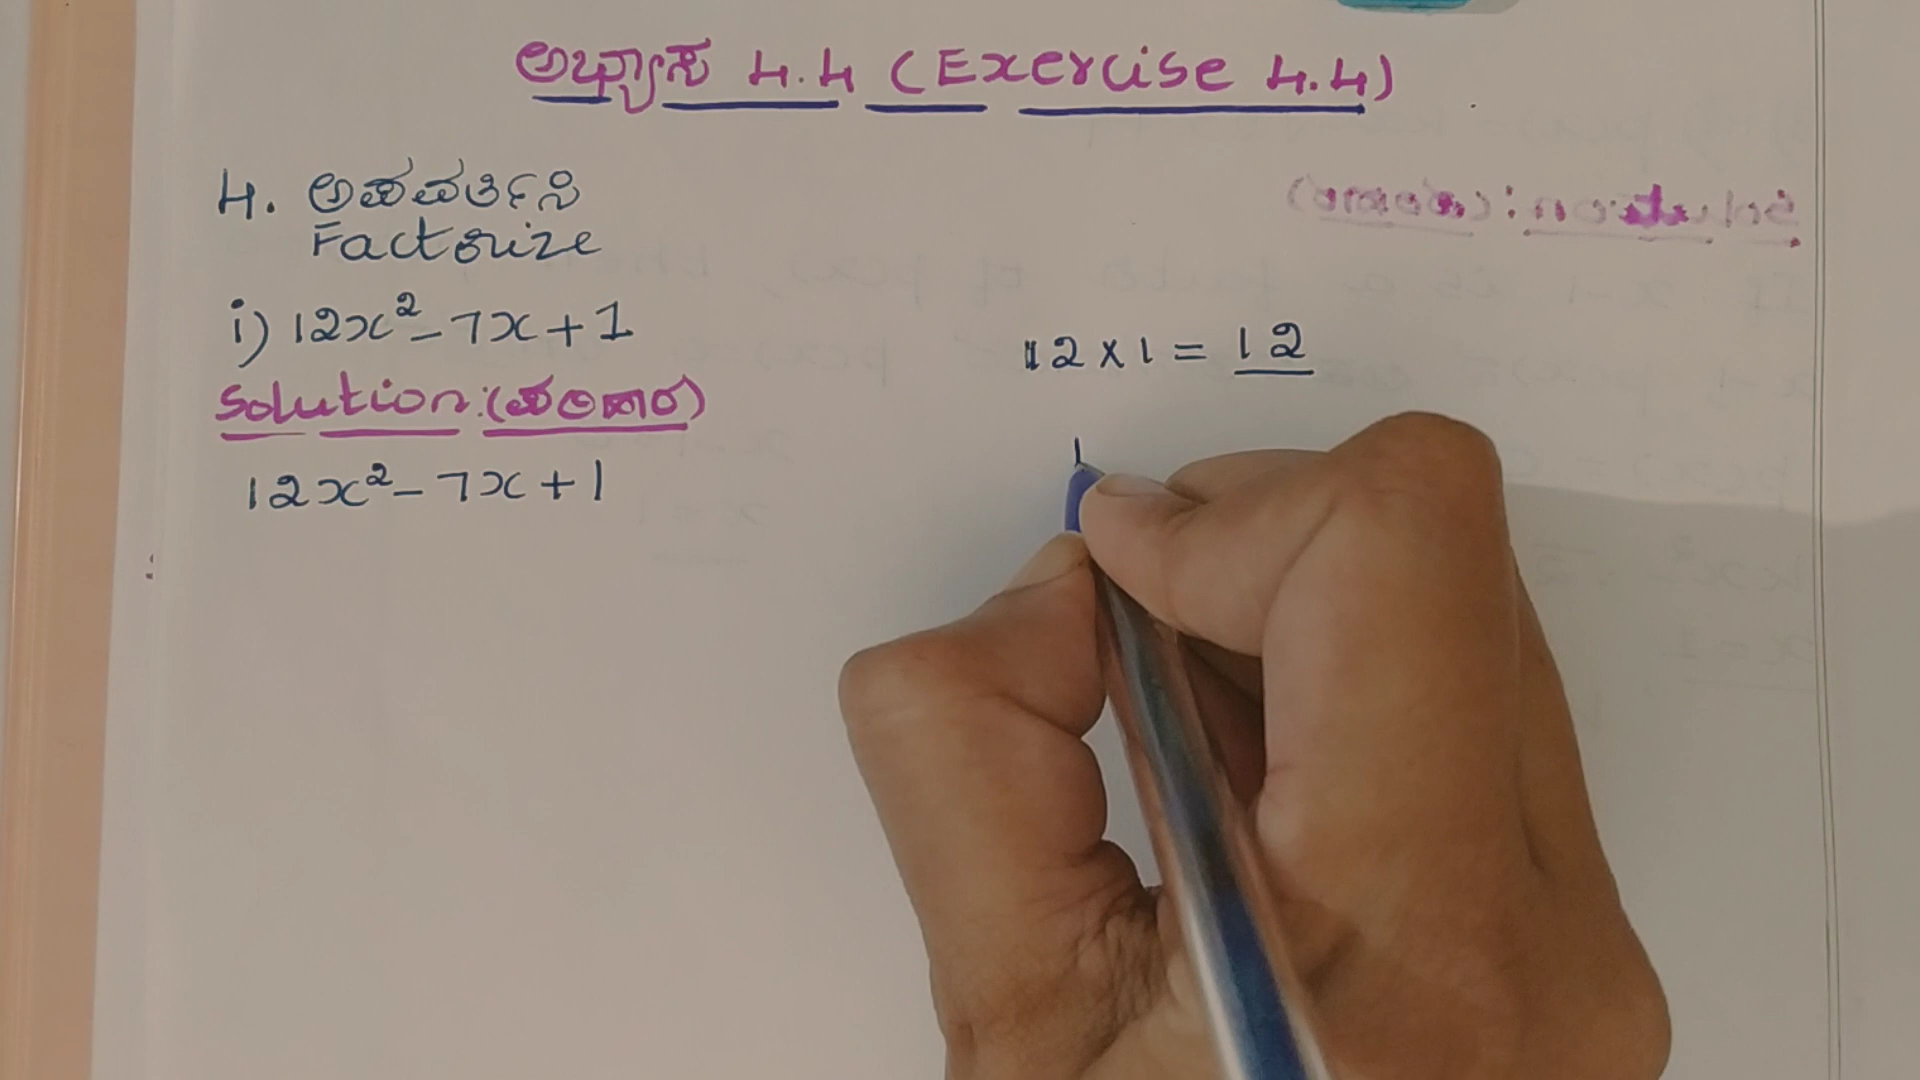 ಅಭ್ಯಾಸ 4.4 (Exercise 4.4)
4. ಅಪವರ್ತಿಸಿ
Factorize
i) 12x² - 7x + 1
Solution: (ಪರಿಹಾರ)
12x² - 7x + 1
12 x 1 = 12